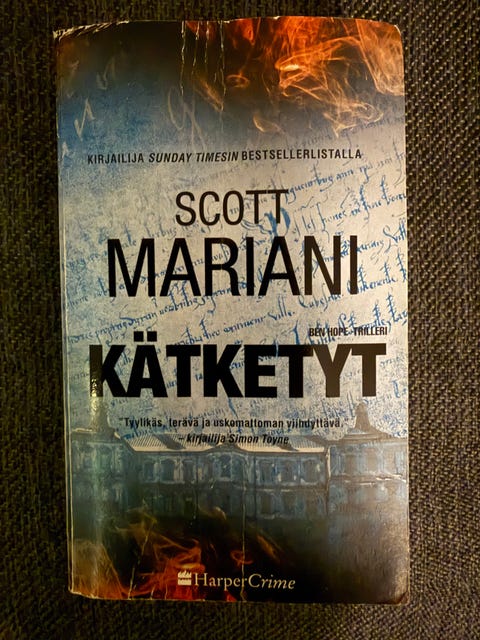 KIRJAILIJA SUNDAY TIMESIN BESTSELLERLISTALLA
SCOTT
MARIANI
BEN HOPE -TRILLERI
KÄTKETYT
"Tyylikäs, terävä ja uskomattoman viihdyttävä."
– kirjailija Simon Toyne
HarperCrime